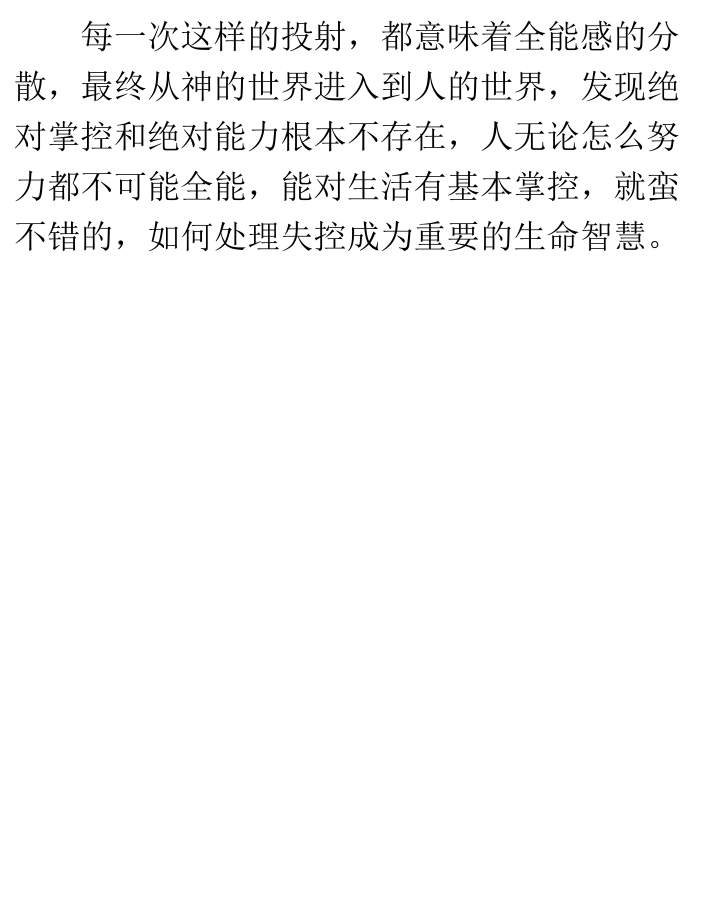 每一次这样的投射，都意味着全能感的分
散，最终从神的世界进入到人的世界，发现绝
对掌控和绝对能力根本不存在，人无论怎么努
力都不可能全能，能对生活有基本掌控，就蛮
不错的，如何处理失控成为重要的生命智慧。